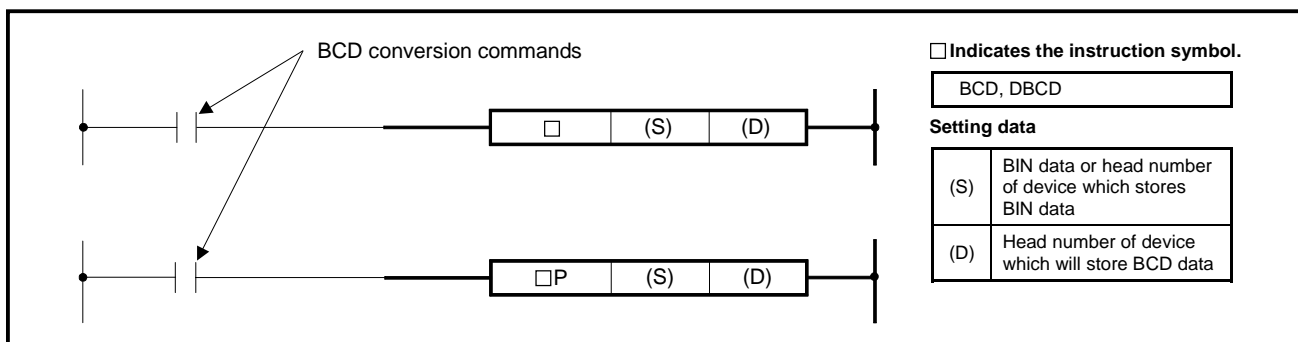 BCD conversion commands
□ (S) (D)
□P (S) (D)
□ Indicates the instruction symbol.
BCD, DBCD
Setting data
(S) BIN data or head number
of device which stores
BIN data
(D) Head number of device
which will store BCD data